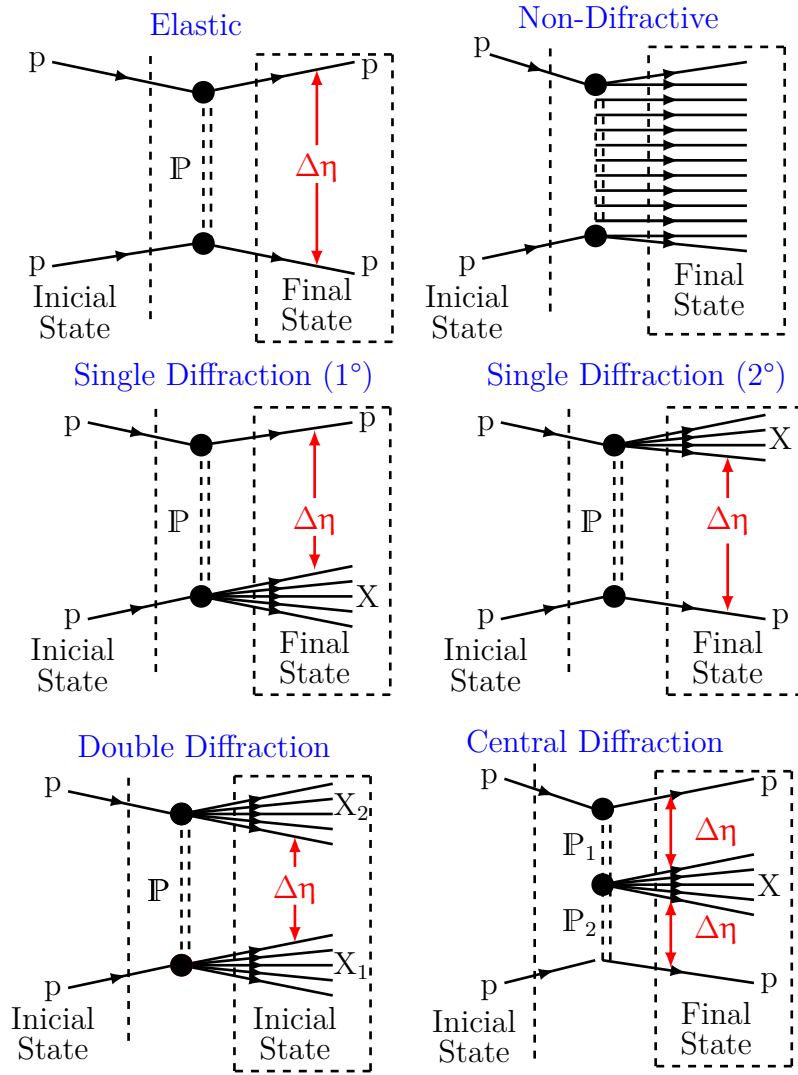 Elastic
p
p
ℙ
Δη
p
p
Inicial
State
Final
State
Non-Difractive
p
p
Inicial
State
Final
State
Single Diffraction (1°)
p
p
ℙ
Δη
X
p
Inicial
State
Final
State
Single Diffraction (2°)
p
X
ℙ
Δη
p
p
Inicial
State
Final
State
Double Diffraction
p
X₂
ℙ
Δη
X₁
p
Inicial
State
Inicial
State
Central Diffraction
p
p
ℙ₁
Δη
X
ℙ₂
Δη
p
p
Inicial
State
Final
State